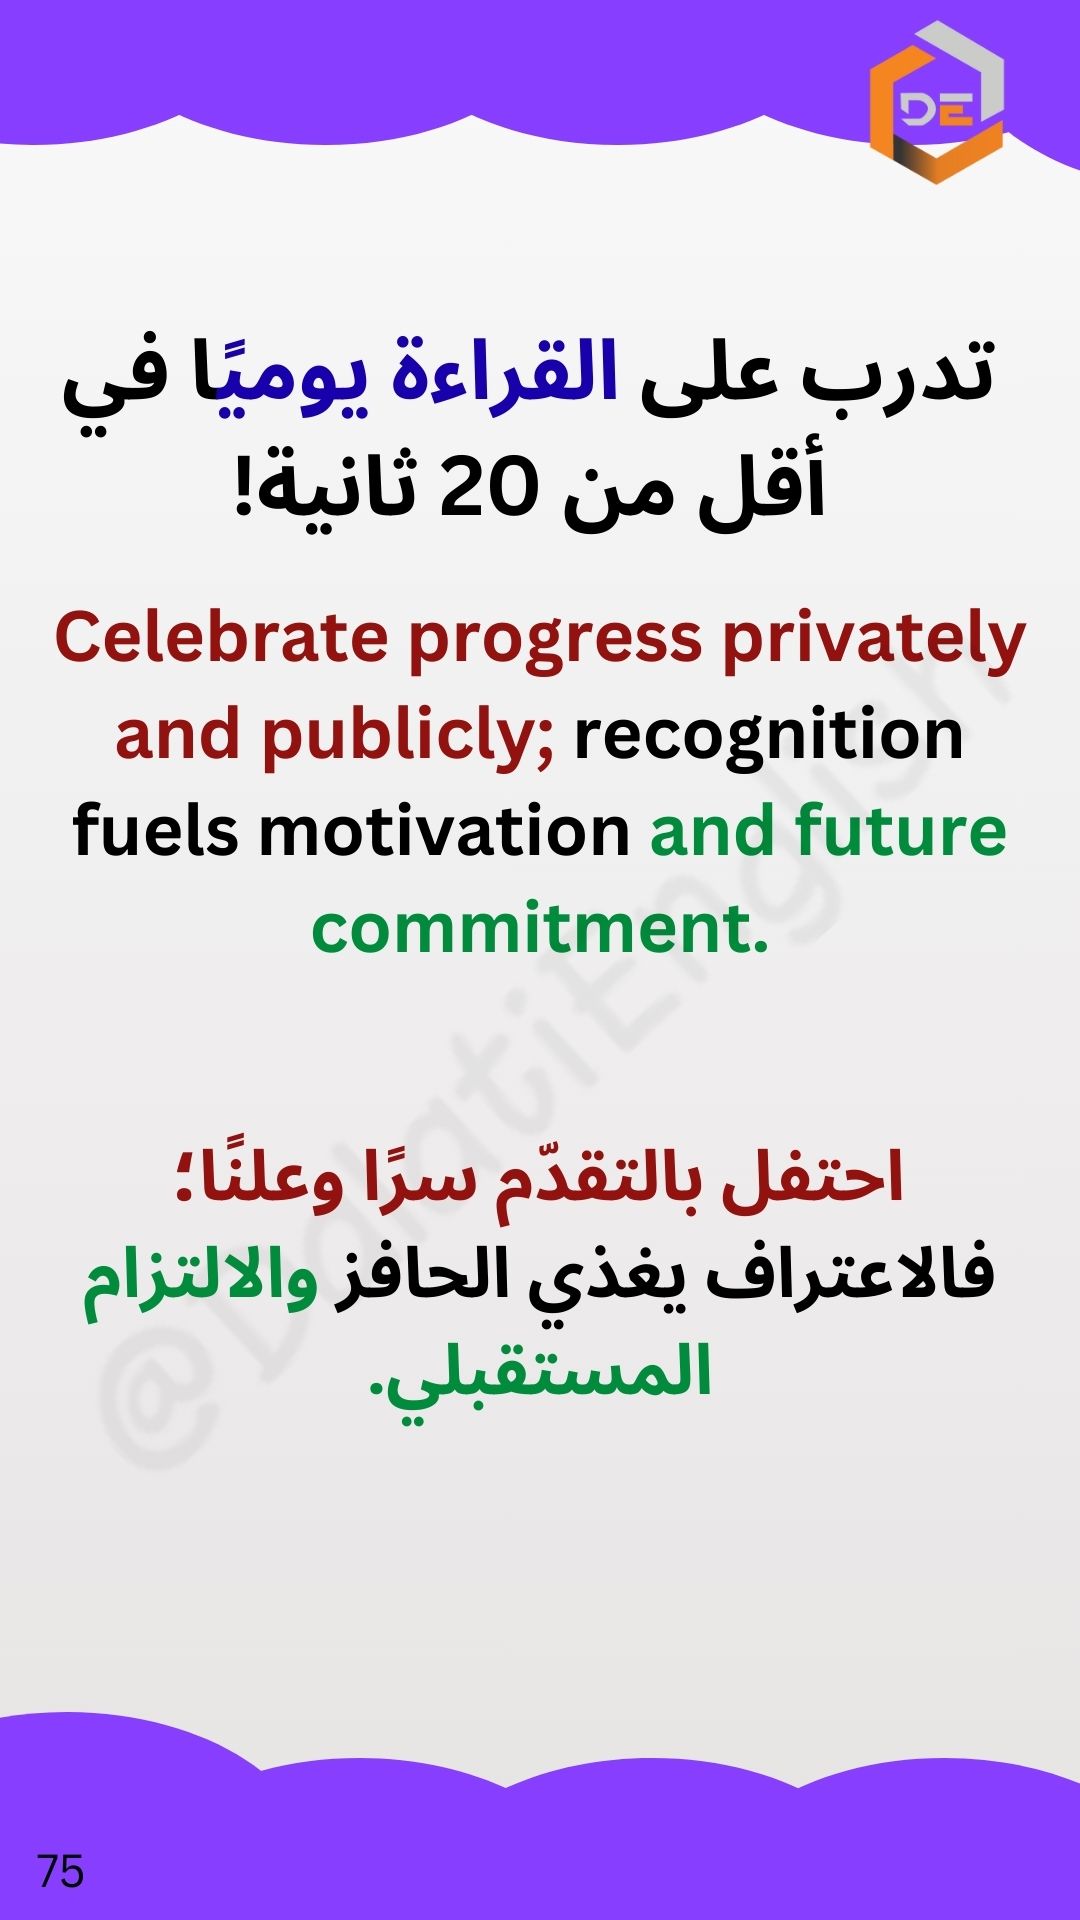 DE
تدرب على القراءة يوميًا في
أقل من 20 ثانية!
Celebrate progress privately
and publicly; recognition
fuels motivation and future
commitment.
احتفل بالتقدّم سرًا وعلنًا؛
فالاعتراف يغذي الحافز والالتزام
المستقبلي.
@DdlatiEnglish
75